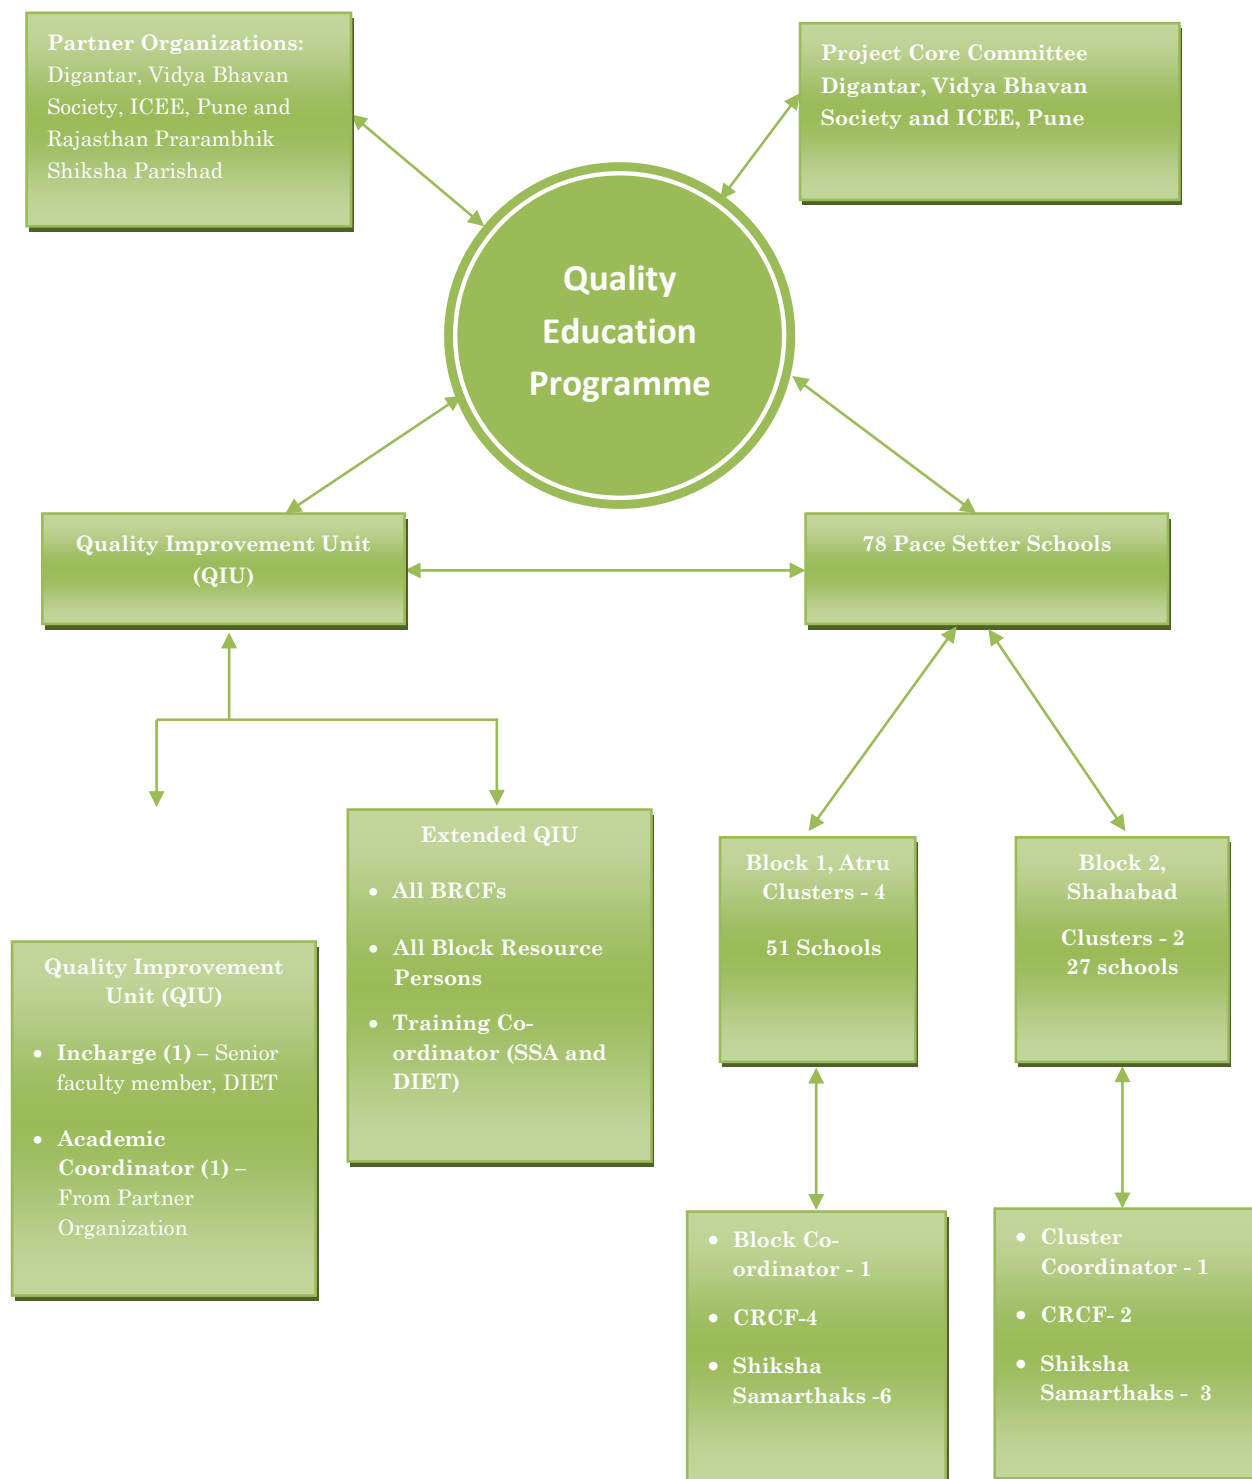 Partner Organizations:
Digantar, Vidya Bhavan
Society, ICEE, Pune and
Rajasthan Prarambhik
Shiksha Parishad
Project Core Committee
Digantar, Vidya Bhavan
Society and ICEE, Pune
Quality
Education
Programme
Quality Improvement Unit
(QIU)
78 Pace Setter Schools
Extended QIU
• All BRCFs
• All Block Resource
Persons
• Training Co-
ordinator (SSA and
DIET)
Block 1, Atru
Clusters - 4
51 Schools
Block 2,
Shahabad
Clusters - 2
27 schools
Quality Improvement
Unit (QIU)
• Incharge (1) – Senior
faculty member, DIET
• Academic
Coordinator (1) –
From Partner
Organization
• Block Co-
ordinator - 1
• CRCF-4
• Shiksha
Samarthaks -6
• Cluster
Coordinator - 1
• CRCF- 2
• Shiksha
Samarthaks - 3